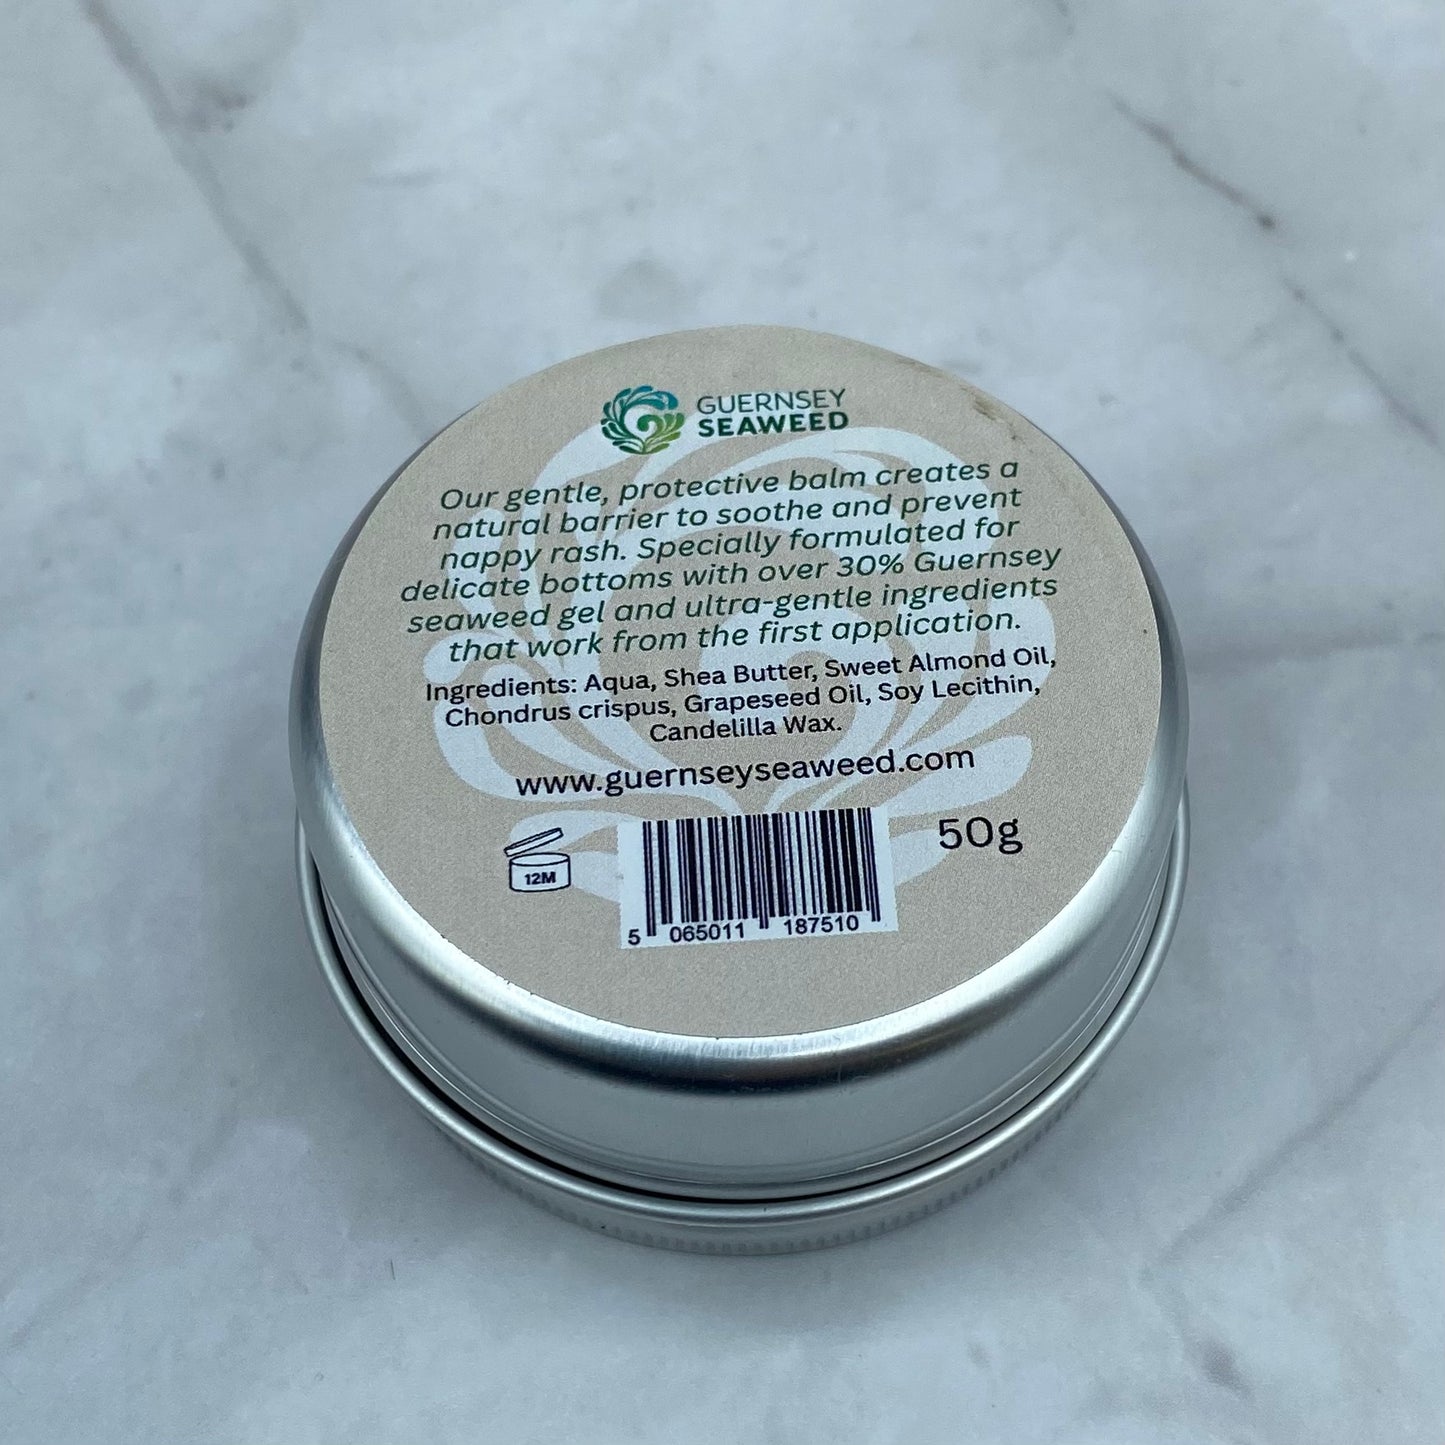 GUERNSEY
SEAWEED
Our gentle, protective balm creates a
natural barrier to soothe and prevent
nappy rash. Specially formulated for
delicate bottoms with over 30% Guernsey
seaweed gel and ultra-gentle ingredients
that work from the first application.
Ingredients: Aqua, Shea Butter, Sweet Almond Oil,
Chondrus crispus, Grapeseed Oil, Soy Lecithin,
Candelilla Wax.
www.guernseyseaweed.com
50g
12M
5 065011 187510